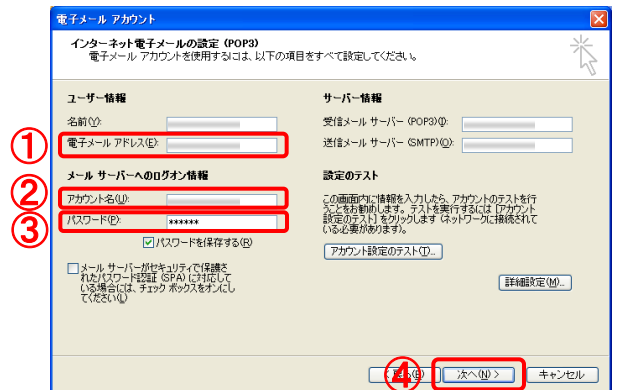 電子メール アカウント
インターネット電子メールの設定 (POP3)
電子メール アカウントを使用するには、以下の項目をすべて設定してください。
ユーザー情報
名前(Y):
① 電子メール アドレス(E):
メール サーバーへのログオン情報
② アカウント名(U):
③ パスワード(P): ******
パスワードを保存する(R)
メール サーバーがセキュリティで保護さ
れたパスワード認証 (SPA) に対応して
いる場合には、チェック ボックスをオンにし
てください(L)
サーバー情報
受信メール サーバー (POP3)(I):
送信メール サーバー (SMTP)(O):
設定のテスト
この画面内に情報を入力したら、アカウントのテストを行
うことをお勧めします。テストを実行するには [アカウント
設定のテスト] をクリックします (ネットワークに接続されて
いる必要があります)。
アカウント設定のテスト(T)...
詳細設定(M)...
④ 次へ(N) >
キャンセル